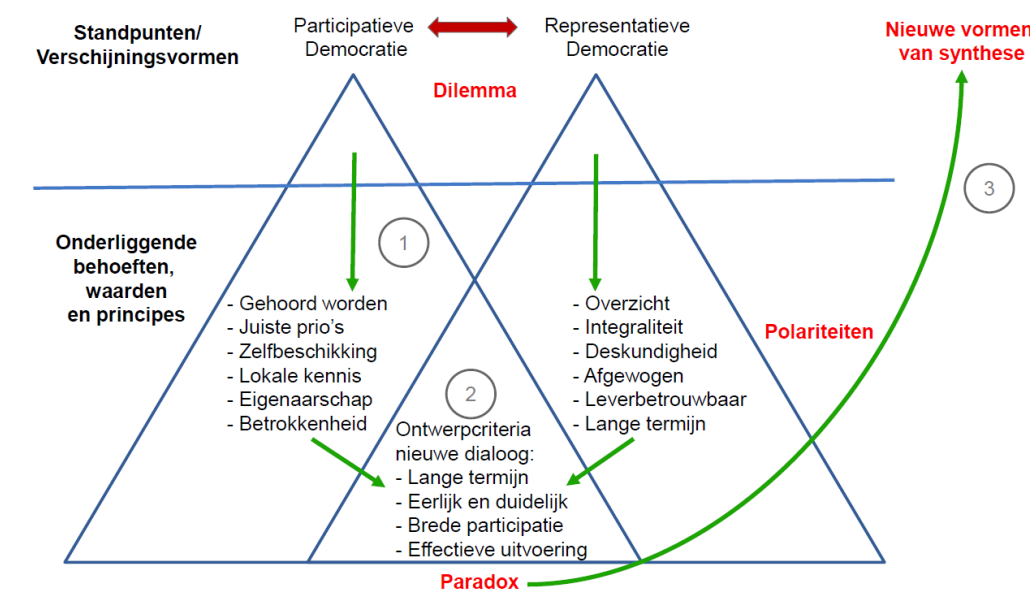 Standpunten/
Verschijningsvormen
Participatieve
Democratie
Representatieve
Democratie
Dilemma
Nieuwe vormen
van synthese
3
1
Onderliggende
behoeften,
waarden
en principes
- Gehoord worden
- Juiste prio's
- Zelfbeschikking
- Lokale kennis
- Eigenaarschap
- Betrokkenheid
- Overzicht
- Integraliteit
- Deskundigheid
- Afgewogen
- Leverbetrouwbaar
- Lange termijn
Polariteiten
2
Ontwerpcriteria
nieuwe dialoog:
- Lange termijn
- Eerlijk en duidelijk
- Brede participatie
- Effectieve uitvoering
Paradox